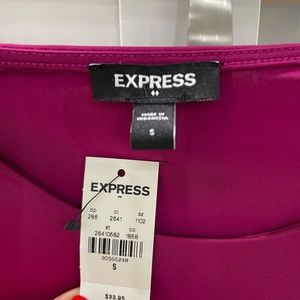 EXPRESS
MADE IN
INDONESIA
S
EXPRESS
dp cl sz
286 2641 1102
st co
26410682 1858
30355248
S
$33.95